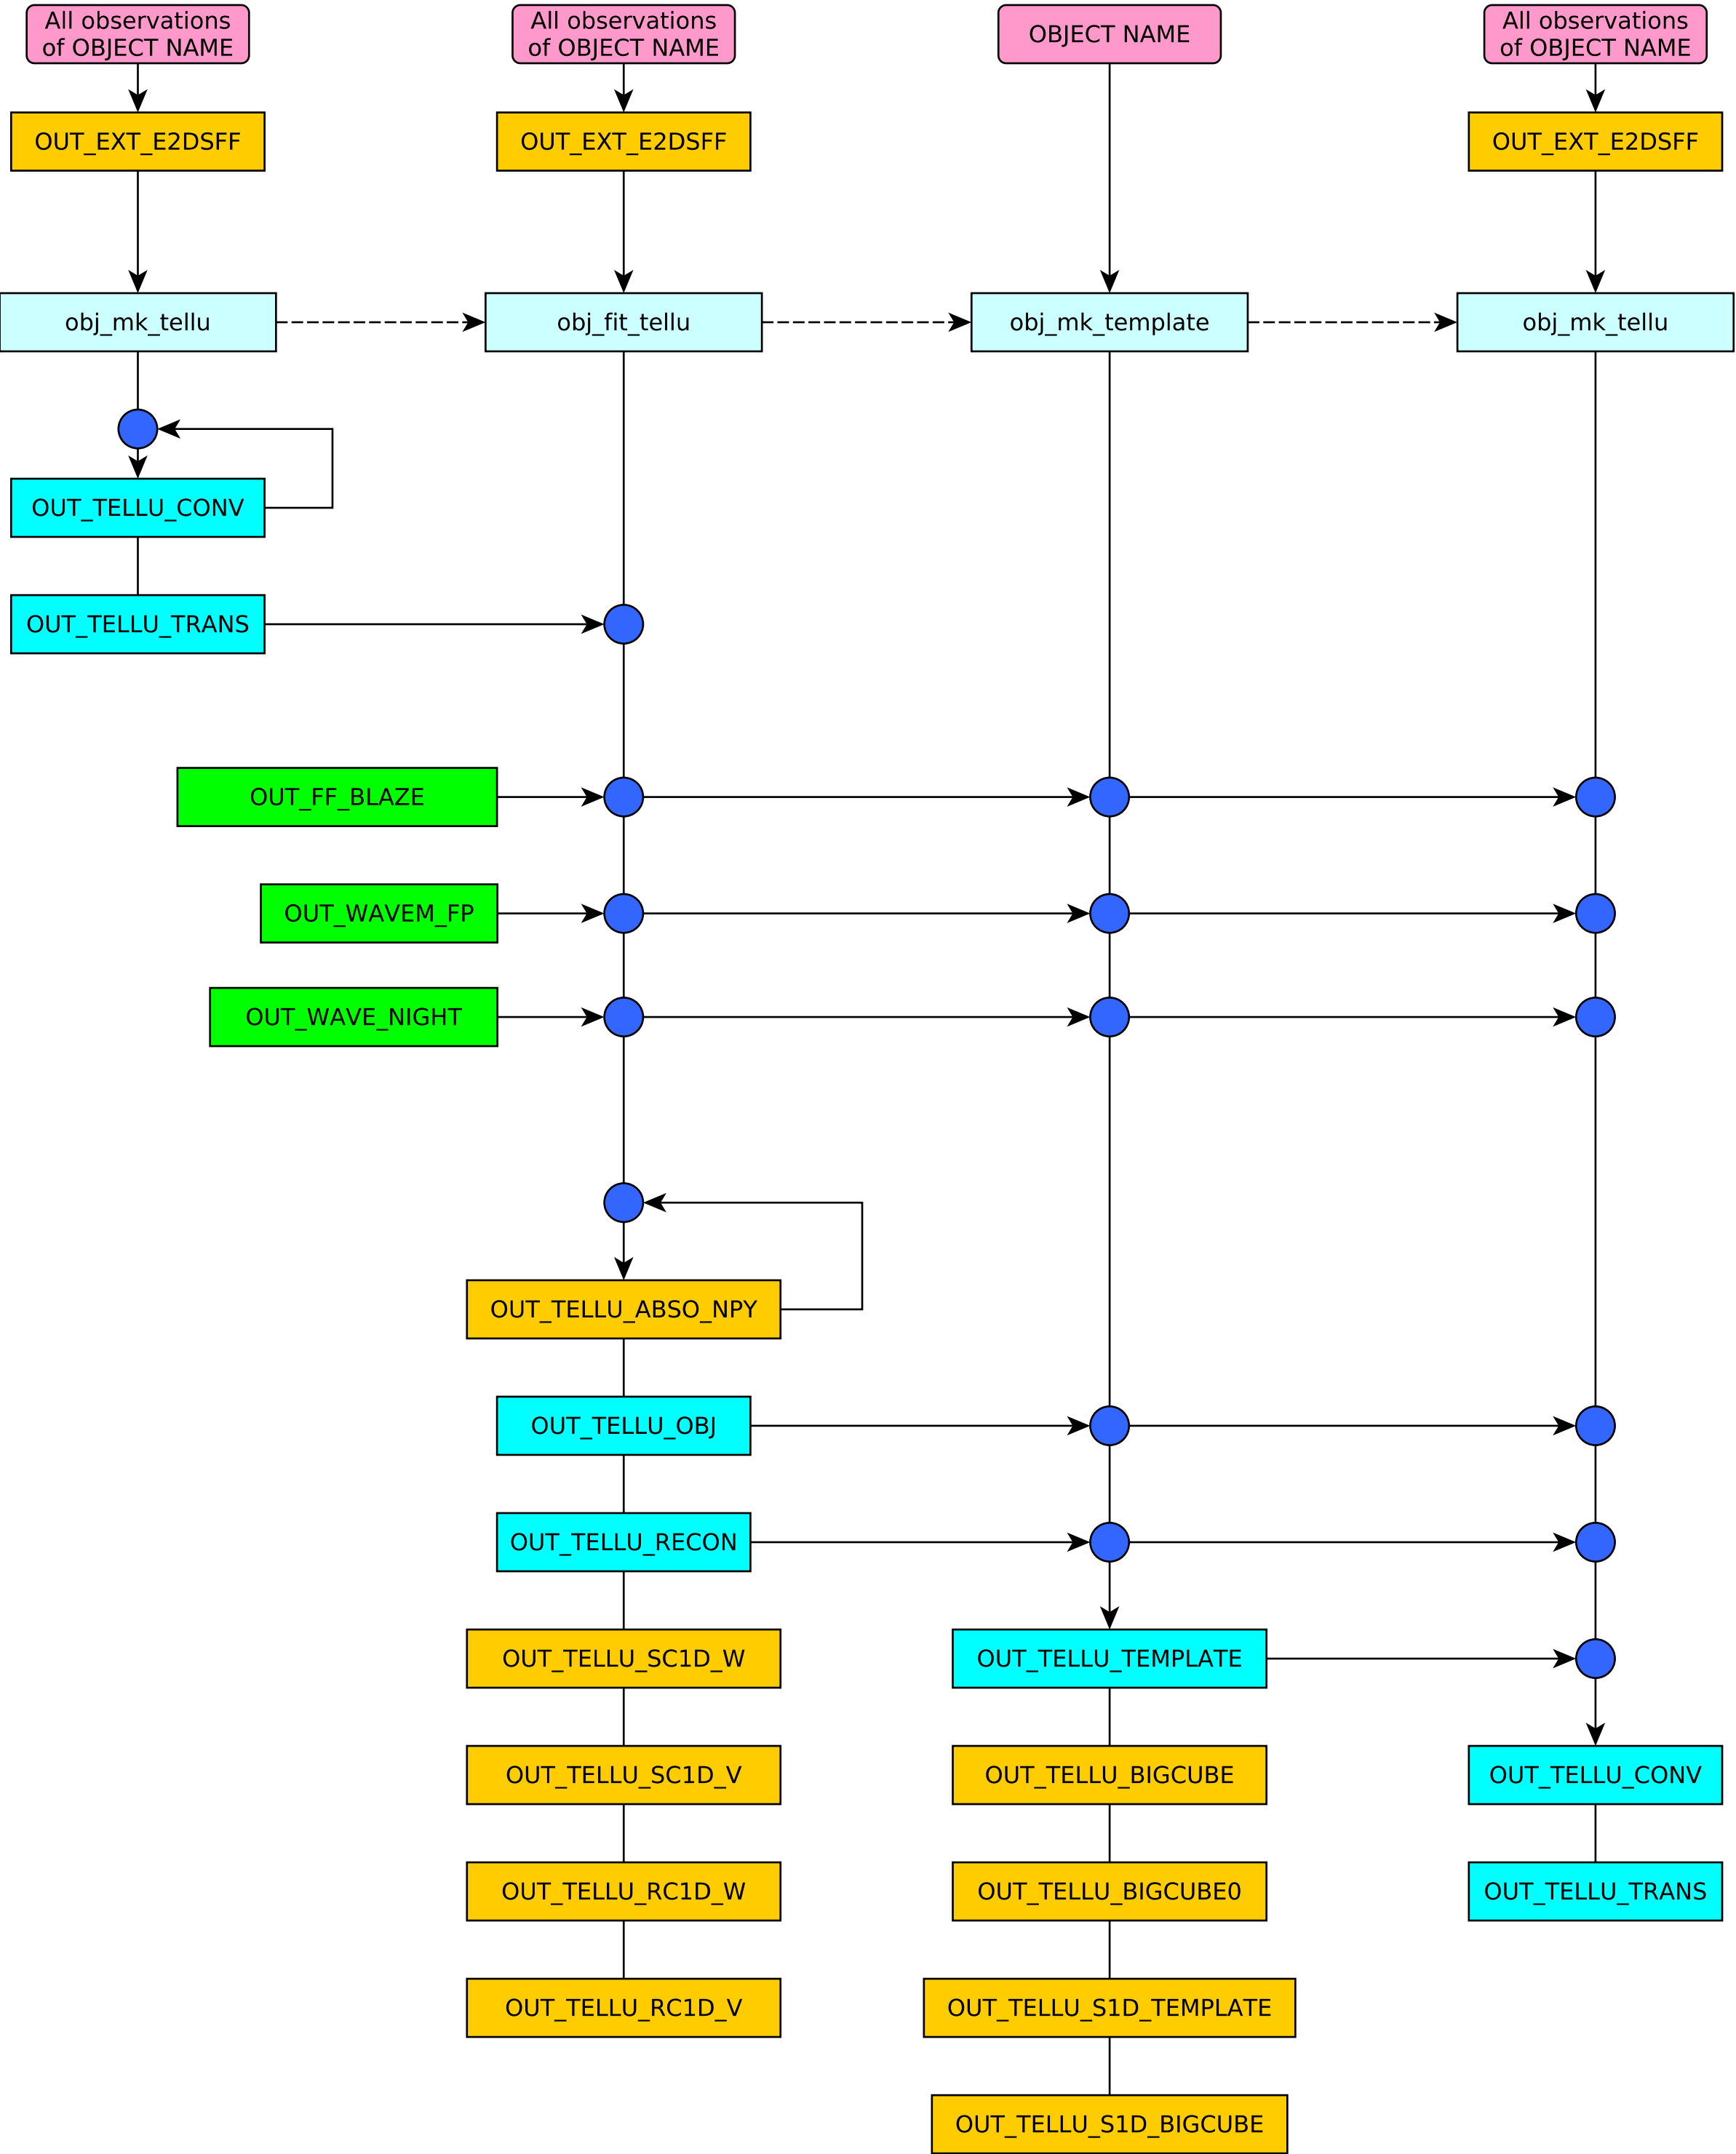 All observations
of OBJECT NAME
All observations
of OBJECT NAME
OBJECT NAME
All observations
of OBJECT NAME
OUT_EXT_E2DSFF
OUT_EXT_E2DSFF
OUT_EXT_E2DSFF
obj_mk_tellu
obj_fit_tellu
obj_mk_template
obj_mk_tellu
OUT_TELLU_CONV
OUT_TELLU_TRANS
OUT_FF_BLAZE
OUT_WAVEM_FP
OUT_WAVE_NIGHT
OUT_TELLU_ABSO_NPY
OUT_TELLU_OBJ
OUT_TELLU_RECON
OUT_TELLU_SC1D_W
OUT_TELLU_TEMPLATE
OUT_TELLU_SC1D_V
OUT_TELLU_BIGCUBE
OUT_TELLU_CONV
OUT_TELLU_RC1D_W
OUT_TELLU_BIGCUBE0
OUT_TELLU_TRANS
OUT_TELLU_RC1D_V
OUT_TELLU_S1D_TEMPLATE
OUT_TELLU_S1D_BIGCUBE